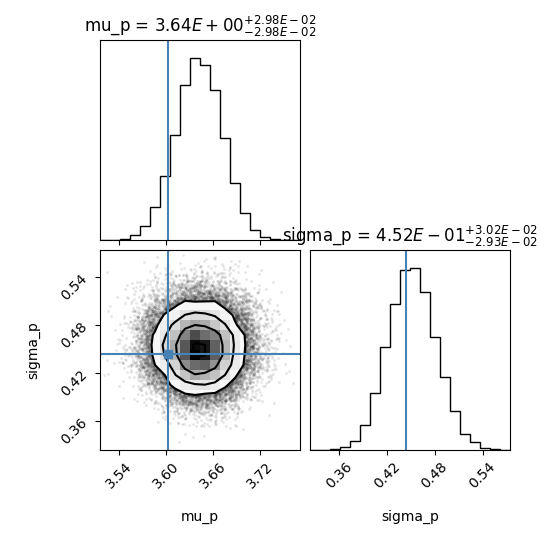 mu_p = 3.64E+00+2.98E−02
−2.98E−02
sigma_p = 4.52E−01+3.02E−02
−2.93E−02
sigma_p
0.54
0.48
0.42
0.36
3.54 3.60 3.66 3.72
0.36 0.42 0.48 0.54
mu_p
sigma_p